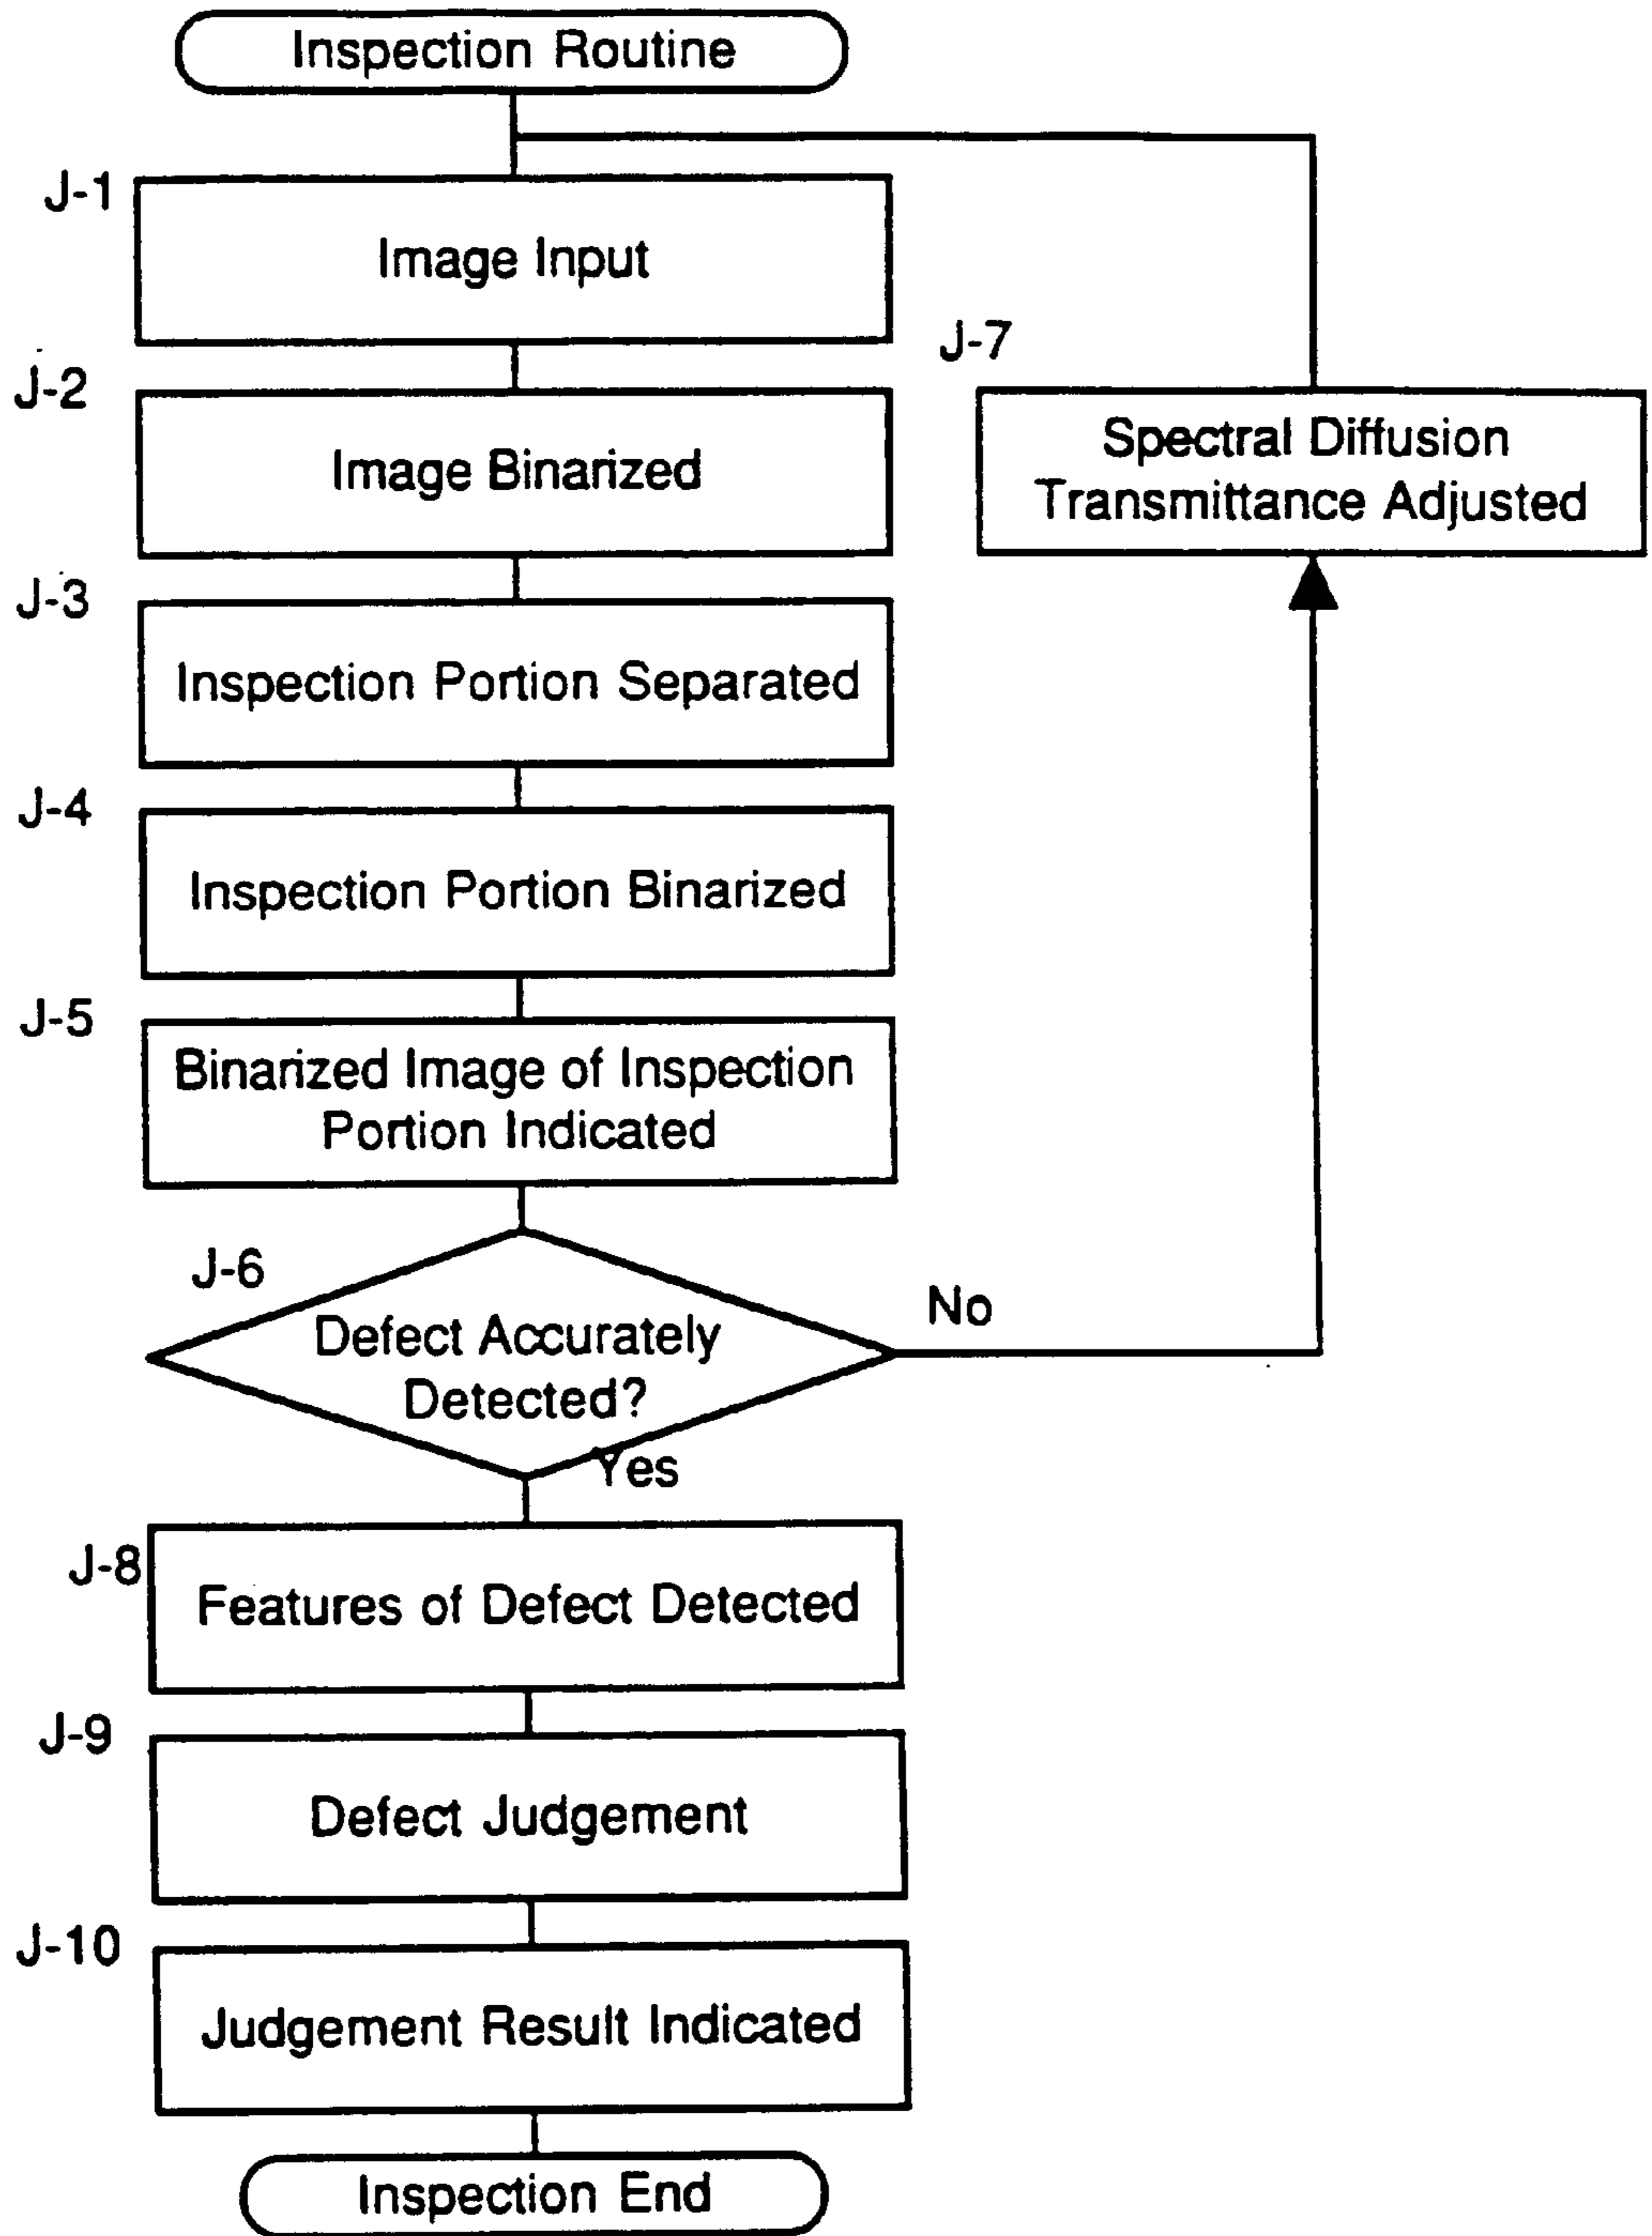 Inspection Routine
J-1
Image Input
J-2
Image Binarized
J-7
Spectral Diffusion
Transmittance Adjusted
J-3
Inspection Portion Separated
J-4
Inspection Portion Binarized
J-5
Binarized Image of Inspection
Portion Indicated
J-6
Defect Accurately
Detected?
No
Yes
J-8
Features of Defect Detected
J-9
Defect Judgement
J-10
Judgement Result Indicated
Inspection End